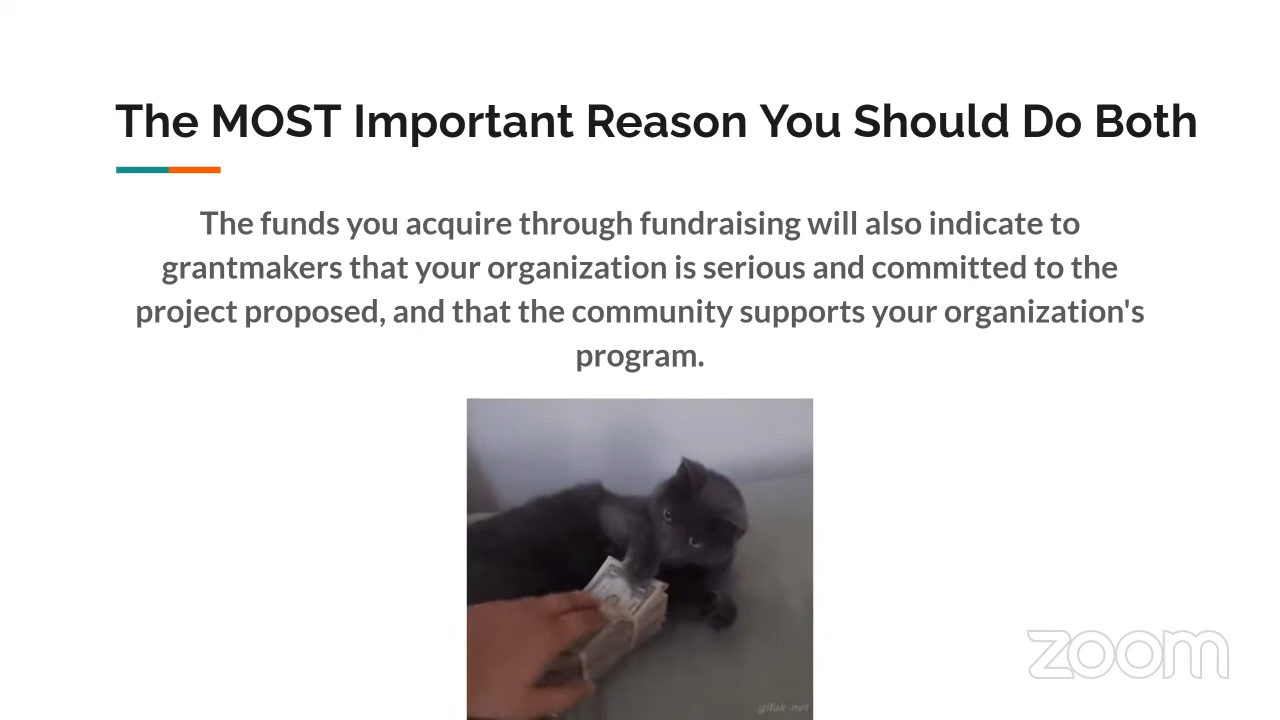 The MOST Important Reason You Should Do Both
The funds you acquire through fundraising will also indicate to
grantmakers that your organization is serious and committed to the
project proposed, and that the community supports your organization's
program.
gifak-net
zoom